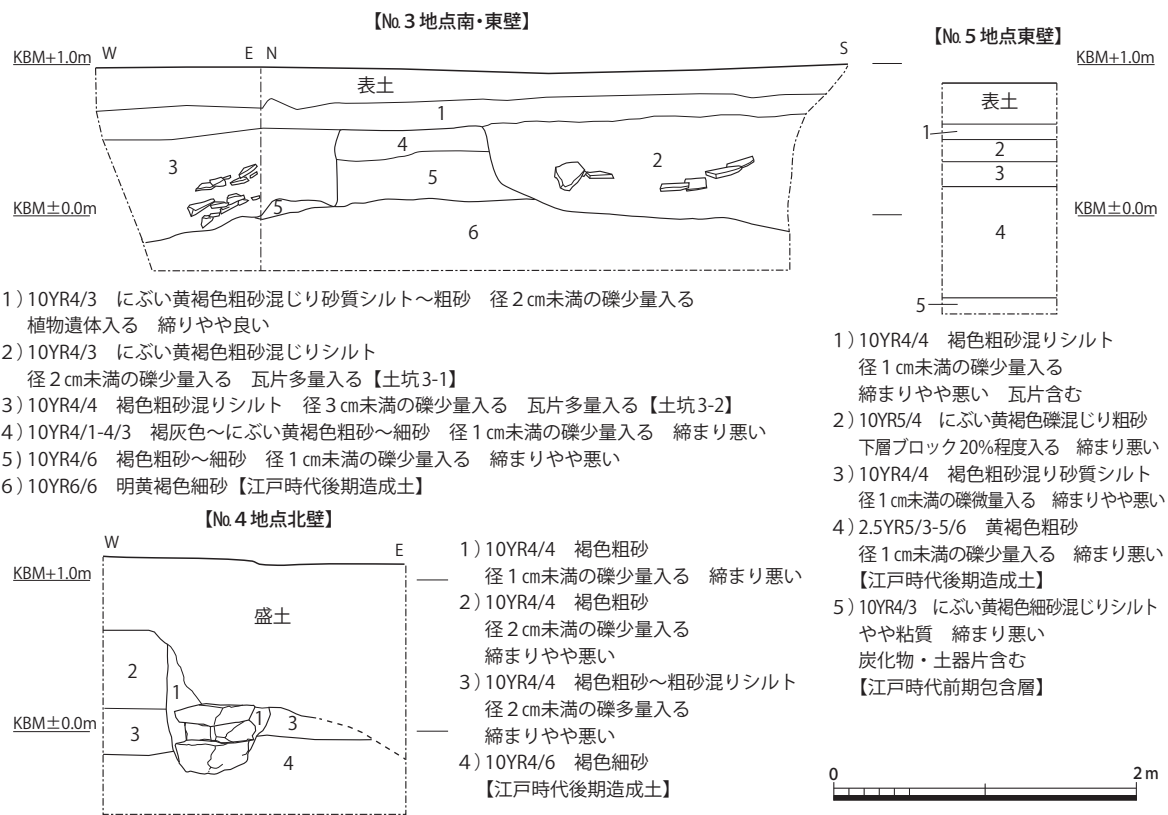 【№3地点南・東壁】
KBM+1.0m
W
E
N
S
表土
1
3
4
2
5
5
6
KBM±0.0m
1）10YR4/3　にぶい黄褐色粗砂混じり砂質シルト～粗砂　径２㎝未満の礫少量入る
植物遺体入る　締りやや良い
2）10YR4/3　にぶい黄褐色粗砂混じりシルト
径２㎝未満の礫少量入る　瓦片多量入る【土坑3-1】
3）10YR4/4　褐色粗砂混りシルト　径３㎝未満の礫少量入る　瓦片多量入る【土坑3-2】
4）10YR4/1-4/3　褐灰色～にぶい黄褐色粗砂～細砂　径１㎝未満の礫少量入る　締まり悪い
5）10YR4/6　褐色粗砂～細砂　径１㎝未満の礫少量入る　締まりやや悪い
6）10YR6/6　明黄褐色細砂【江戸時代後期造成土】
【№4地点北壁】
W
E
KBM+1.0m
盛土
2
1
1
3
3
4
KBM±0.0m
1）10YR4/4　褐色粗砂
径１㎝未満の礫少量入る　締まり悪い
2）10YR4/4　褐色粗砂
径２㎝未満の礫少量入る
締まりやや悪い
3）10YR4/4　褐色粗砂～粗砂混りシルト
径２㎝未満の礫多量入る
締まりやや悪い
4）10YR4/6　褐色細砂
【江戸時代後期造成土】
【№5地点東壁】
KBM+1.0m
表土
1
2
3
4
5
KBM±0.0m
1）10YR4/4　褐色粗砂混りシルト
径１㎝未満の礫少量入る
締まりやや悪い　瓦片含む
2）10YR5/4　にぶい黄褐色礫混じり粗砂
下層ブロック20%程度入る　締まり悪い
3）10YR4/4　褐色粗砂混り砂質シルト
径１㎝未満の礫微量入る　締まりやや悪い
4）2.5YR5/3-5/6　黄褐色粗砂
径１㎝未満の礫少量入る　締まり悪い
【江戸時代後期造成土】
5）10YR4/3　にぶい黄褐色細砂混じりシルト
やや粘質　締まり悪い
炭化物・土器片含む
【江戸時代前期包含層】
0
2m